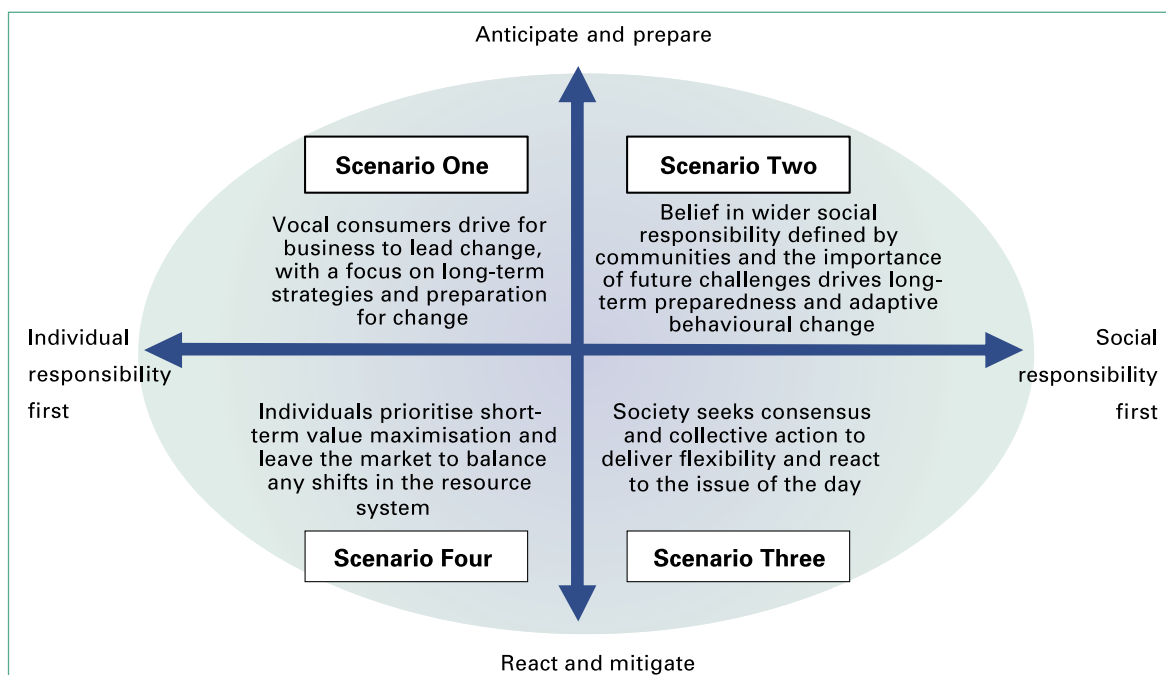 Anticipate and prepare
Scenario One
Vocal consumers drive for
business to lead change,
with a focus on long-term
strategies and preparation
for change
Scenario Two
Belief in wider social
responsibility defined by
communities and the importance
of future challenges drives long-
term preparedness and adaptive
behavioural change
Individual
responsibility
first
Social
responsibility
first
Individuals prioritise short-
term value maximisation and
leave the market to balance
any shifts in the resource
system
Scenario Four
Society seeks consensus
and collective action to
deliver flexibility and react
to the issue of the day
Scenario Three
React and mitigate